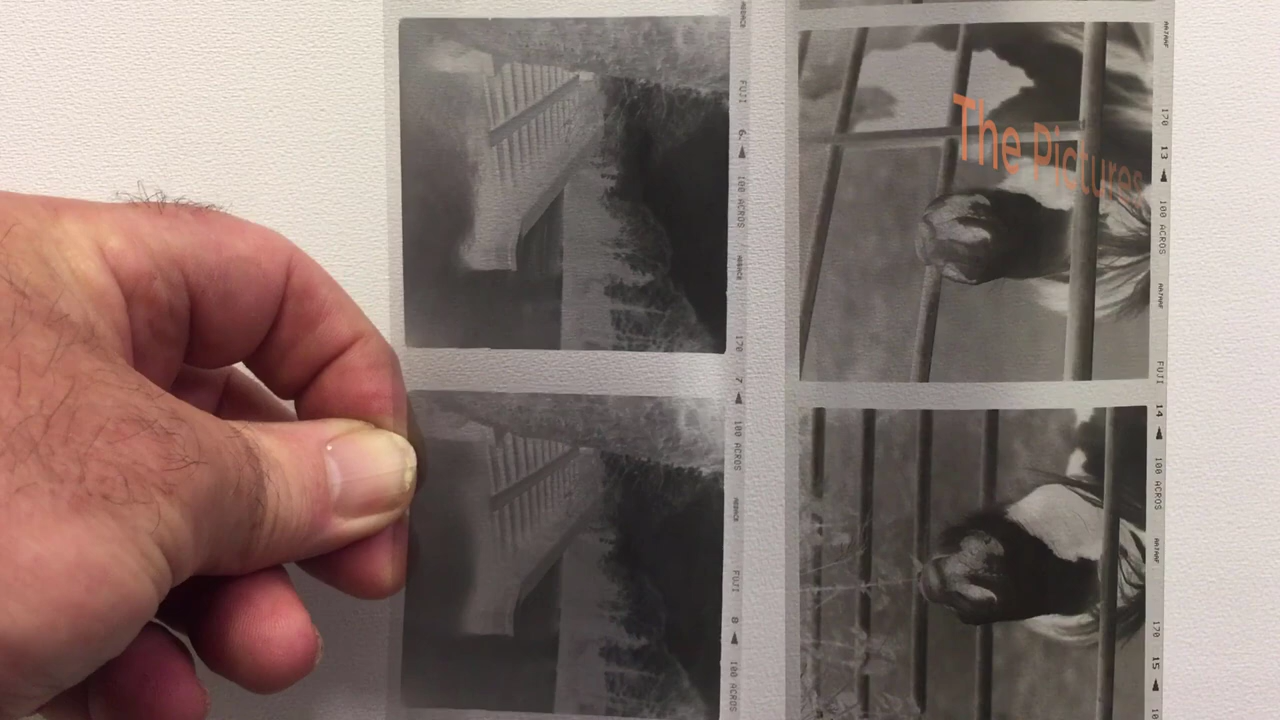 The Pictures
FUJI
6
100 ACROS
170
7
100 ACROS
FUJI
8
100 ACROS
170
13
100 ACROS
FUJI
14
100 ACROS
170
15